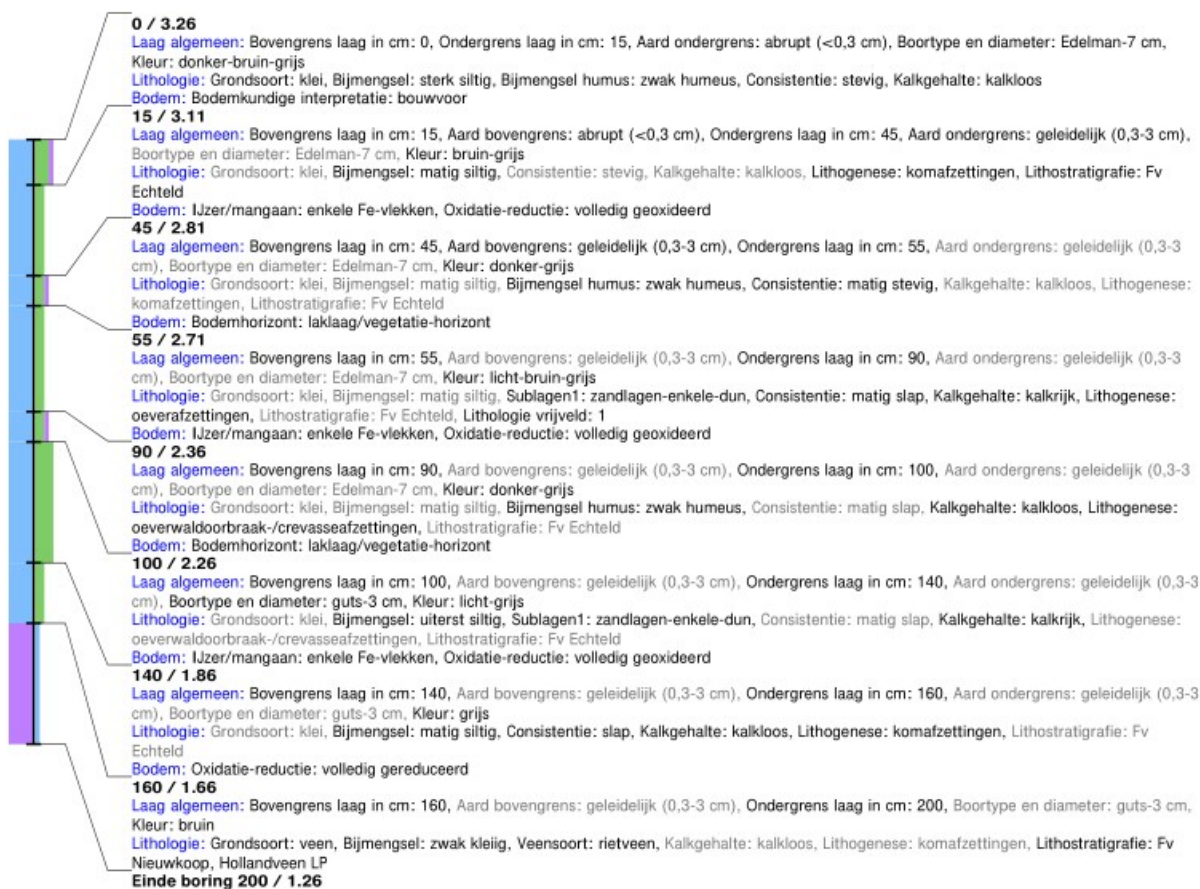 0 / 3.26
Laag algemeen: Bovengrens laag in cm: 0, Ondergrens laag in cm: 15, Aard ondergrens: abrupt (<0,3 cm), Boortype en diameter: Edelman-7 cm,
Kleur: donker-bruin-grijs
Lithologie: Grondsoort: klei, Bijmengsel: sterk siltig, Bijmengsel humus: zwak humeus, Consistentie: stevig, Kalkgehalte: kalkloos
Bodem: Bodemkundige interpretatie: bouwvoor
15 / 3.11
Laag algemeen: Bovengrens laag in cm: 15, Aard bovengrens: abrupt (<0,3 cm), Ondergrens laag in cm: 45, Aard ondergrens: geleidelijk (0,3-3 cm),
Boortype en diameter: Edelman-7 cm, Kleur: bruin-grijs
Lithologie: Grondsoort: klei, Bijmengsel: matig siltig, Consistentie: stevig, Kalkgehalte: kalkloos, Lithogenese: komafzettingen, Lithostratigrafie: Fv
Echteld
Bodem: IJzer/mangaan: enkele Fe-vlekken, Oxidatie-reductie: volledig geoxideerd
45 / 2.81
Laag algemeen: Bovengrens laag in cm: 45, Aard bovengrens: geleidelijk (0,3-3 cm), Ondergrens laag in cm: 55, Aard ondergrens: geleidelijk (0,3-3
cm), Boortype en diameter: Edelman-7 cm, Kleur: donker-grijs
Lithologie: Grondsoort: klei, Bijmengsel: matig siltig, Bijmengsel humus: zwak humeus, Consistentie: matig stevig, Kalkgehalte: kalkloos, Lithogenese:
komafzettingen, Lithostratigrafie: Fv Echteld
Bodem: Bodemhorizont: laklaag/vegetatie-horizont
55 / 2.71
Laag algemeen: Bovengrens laag in cm: 55, Aard bovengrens: geleidelijk (0,3-3 cm), Ondergrens laag in cm: 90, Aard ondergrens: geleidelijk (0,3-3
cm), Boortype en diameter: Edelman-7 cm, Kleur: licht-bruin-grijs
Lithologie: Grondsoort: klei, Bijmengsel: matig siltig, Sublagen1: zandlagen-enkele-dun, Consistentie: matig slap, Kalkgehalte: kalkrijk, Lithogenese:
oeverafzettingen, Lithostratigrafie: Fv Echteld, Lithologie vrijveld: 1
Bodem: IJzer/mangaan: enkele Fe-vlekken, Oxidatie-reductie: volledig geoxideerd
90 / 2.36
Laag algemeen: Bovengrens laag in cm: 90, Aard bovengrens: geleidelijk (0,3-3 cm), Ondergrens laag in cm: 100, Aard ondergrens: geleidelijk (0,3-3
cm), Boortype en diameter: Edelman-7 cm, Kleur: donker-grijs
Lithologie: Grondsoort: klei, Bijmengsel: matig siltig, Bijmengsel humus: zwak humeus, Consistentie: matig slap, Kalkgehalte: kalkloos, Lithogenese:
oeverwaldoorbraak-/crevasseafzettingen, Lithostratigrafie: Fv Echteld
Bodem: Bodemhorizont: laklaag/vegetatie-horizont
100 / 2.26
Laag algemeen: Bovengrens laag in cm: 100, Aard bovengrens: geleidelijk (0,3-3 cm), Ondergrens laag in cm: 140, Aard ondergrens: geleidelijk (0,3-3
cm), Boortype en diameter: guts-3 cm, Kleur: licht-grijs
Lithologie: Grondsoort: klei, Bijmengsel: uiterst siltig, Sublagen1: zandlagen-enkele-dun, Consistentie: matig slap, Kalkgehalte: kalkrijk, Lithogenese:
oeverwaldoorbraak-/crevasseafzettingen, Lithostratigrafie: Fv Echteld
Bodem: IJzer/mangaan: enkele Fe-vlekken, Oxidatie-reductie: volledig geoxideerd
140 / 1.86
Laag algemeen: Bovengrens laag in cm: 140, Aard bovengrens: geleidelijk (0,3-3 cm), Ondergrens laag in cm: 160, Aard ondergrens: geleidelijk (0,3-3
cm), Boortype en diameter: guts-3 cm, Kleur: grijs
Lithologie: Grondsoort: klei, Bijmengsel: matig siltig, Consistentie: slap, Kalkgehalte: kalkloos, Lithogenese: komafzettingen, Lithostratigrafie: Fv
Echteld
Bodem: Oxidatie-reductie: volledig gereduceerd
160 / 1.66
Laag algemeen: Bovengrens laag in cm: 160, Aard bovengrens: geleidelijk (0,3-3 cm), Ondergrens laag in cm: 200, Boortype en diameter: guts-3 cm,
Kleur: bruin
Lithologie: Grondsoort: veen, Bijmengsel: zwak kleiig, Veensoort: rietveen, Kalkgehalte: kalkloos, Lithogenese: komafzettingen, Lithostratigrafie: Fv
Nieuwkoop, Hollandveen LP
Einde boring 200 / 1.26